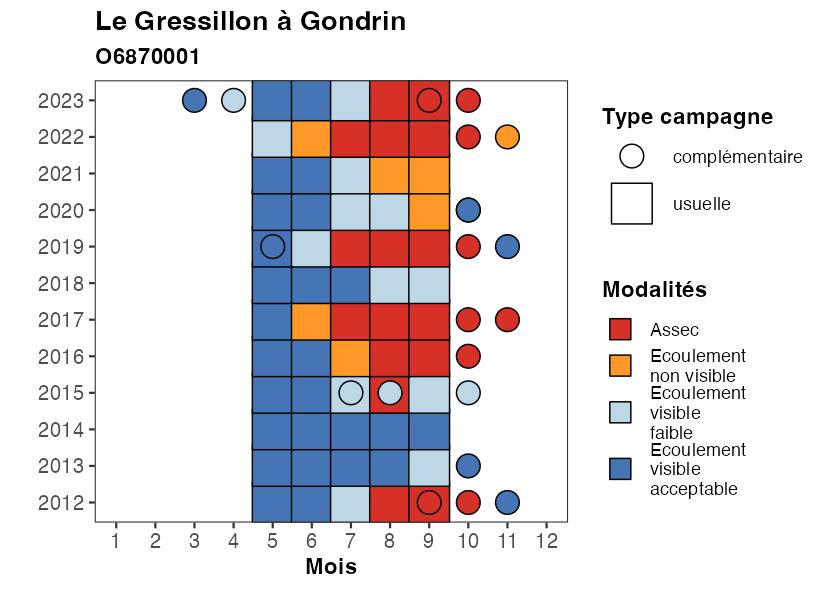 Le Gressillon à Gondrin
O6870001
2023
2022
2021
2020
2019
2018
2017
2016
2015
2014
2013
2012
1 2 3 4 5 6 7 8 9 10 11 12
Mois
Type campagne
complémentaire
usuelle
Modalités
Assec
Ecoulement
non visible
Ecoulement
visible
faible
Ecoulement
visible
acceptable